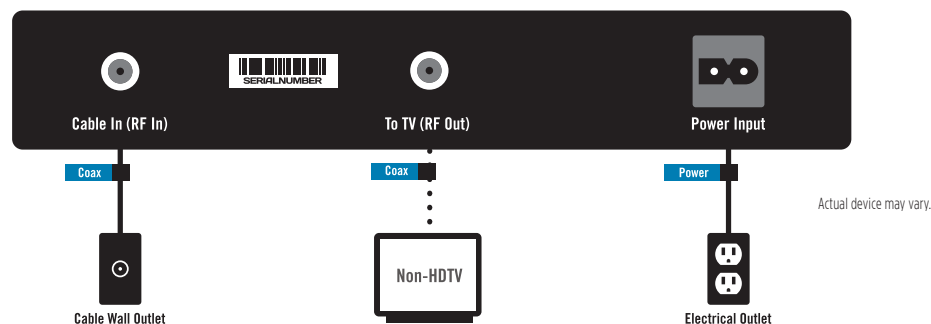 SERIALNUMBER
Cable In (RF In)
To TV (RF Out)
Power Input
Coax
Coax
Power
Actual device may vary.
Non-HDTV
Cable Wall Outlet
Electrical Outlet